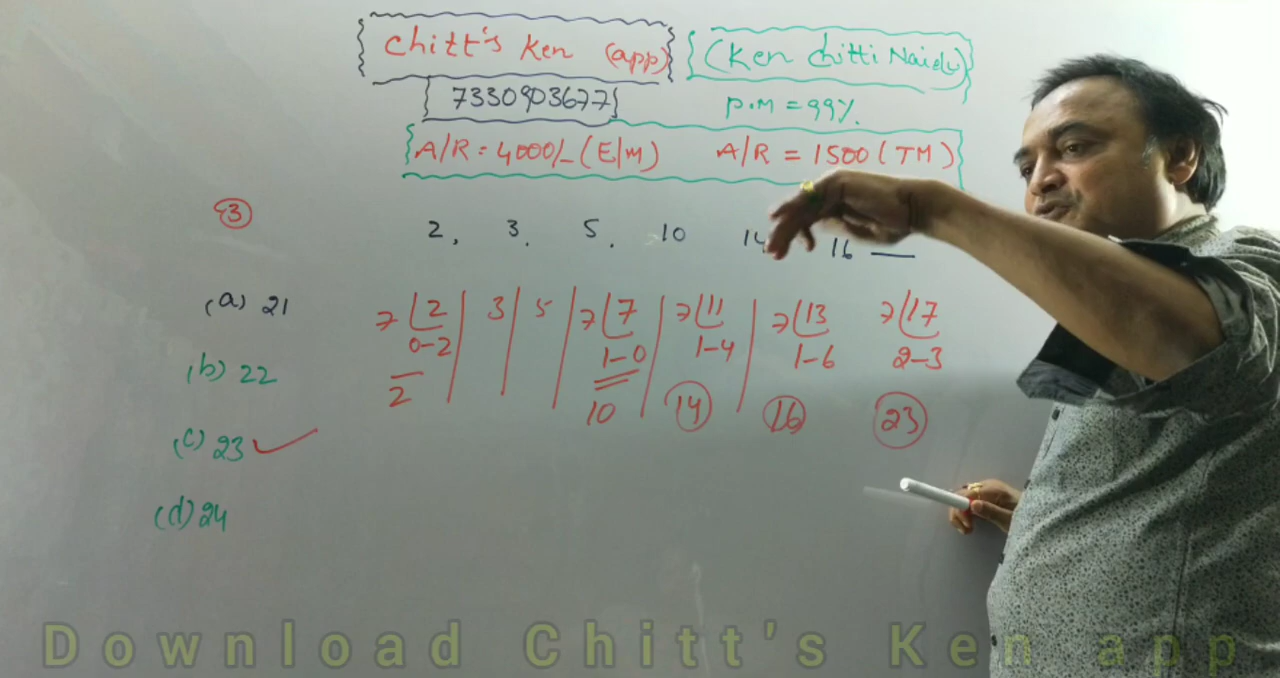 Chitt's Ken (app) (Ken Chitti Naidu)
7330903677 P.M = 99%.
A/R = 4000/- (E/M) A/R = 1500 (TM)
(3) 2, 3, 5, 10 14 16 __
(a) 21
(b) 22
(c) 23 ✓
(d) 24
7 2 3 5 7 7 7 11 7 13 7 17
0-2 1-0 1-4 1-6 2-3
2 10 14 16 23
Download Chitt's Ken app